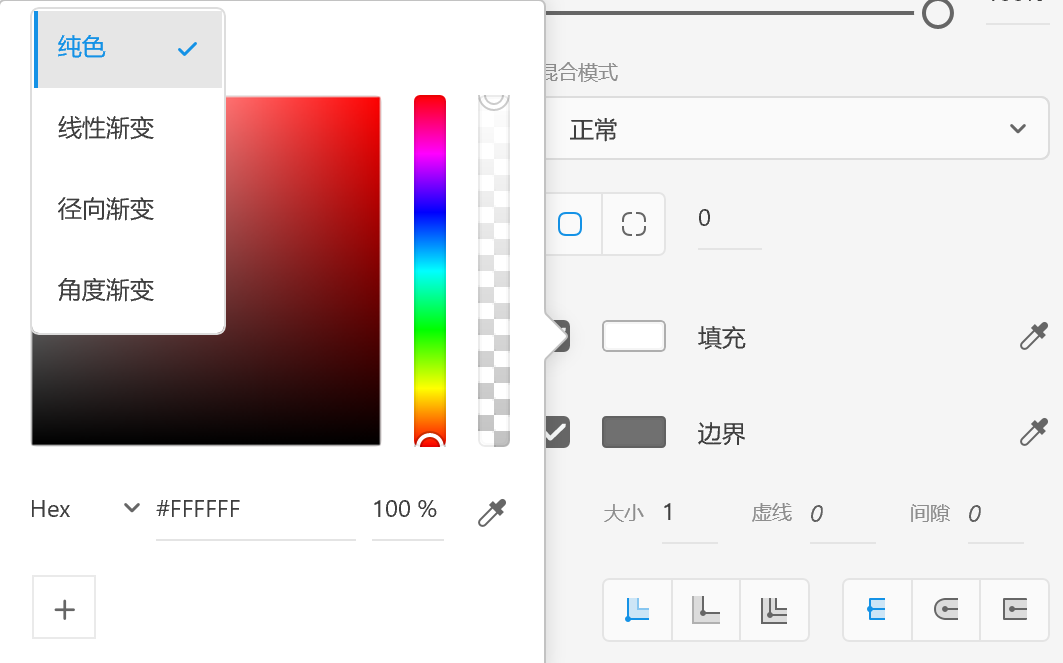 纯色
线性渐变
径向渐变
角度渐变
Hex #FFFFFF 100 %
混合模式
正常
0
填充
边界
大小 1 虚线 0 间隙 0